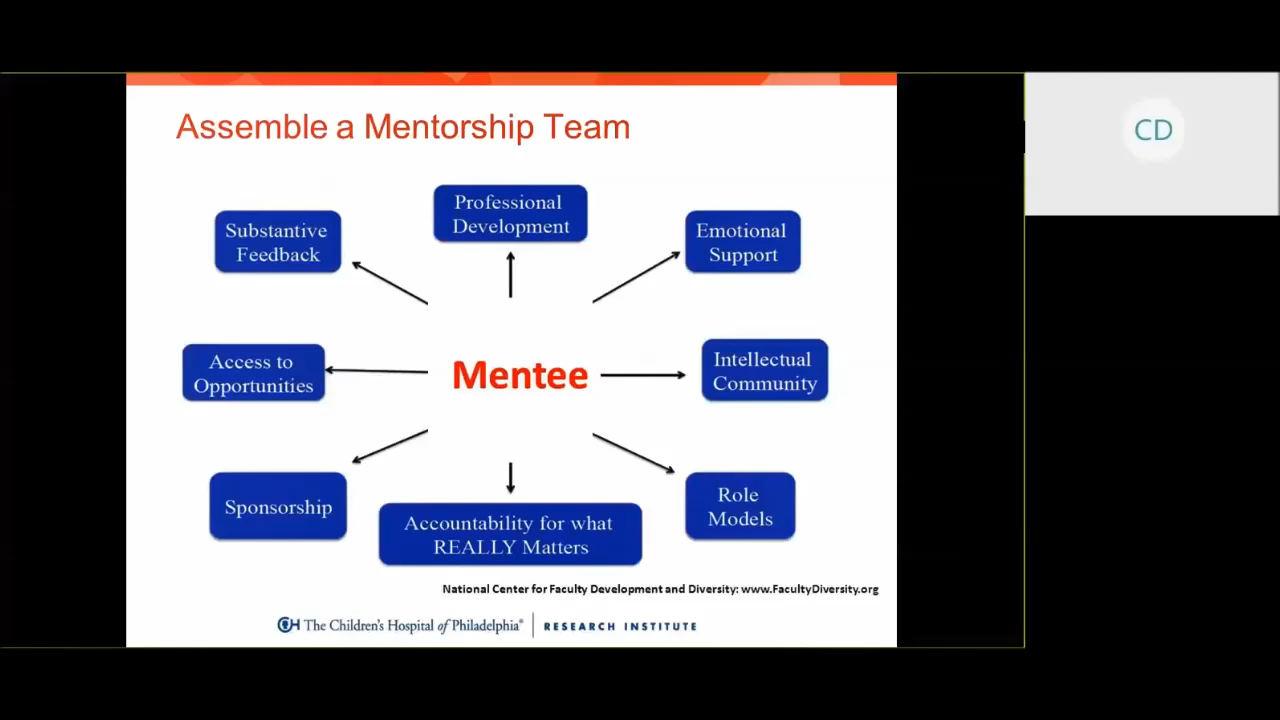 Assemble a Mentorship Team
CD
Professional
Development
Substantive
Feedback
Emotional
Support
Access to
Opportunities
Mentee
Intellectual
Community
Sponsorship
Accountability for what
REALLY Matters
Role
Models
National Center for Faculty Development and Diversity: www.FacultyDiversity.org
CH The Children's Hospital of Philadelphia® RESEARCH INSTITUTE